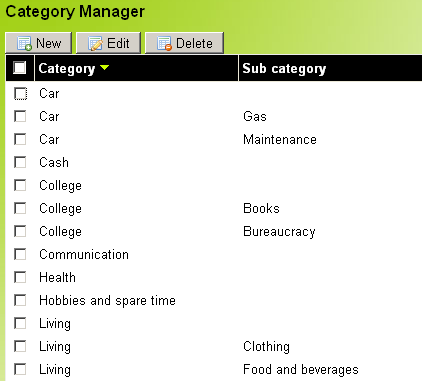 Category Manager
New Edit Delete
Category Sub category
Car
Car Gas
Car Maintenance
Cash
College
College Books
College Bureaucracy
Communication
Health
Hobbies and spare time
Living
Living Clothing
Living Food and beverages